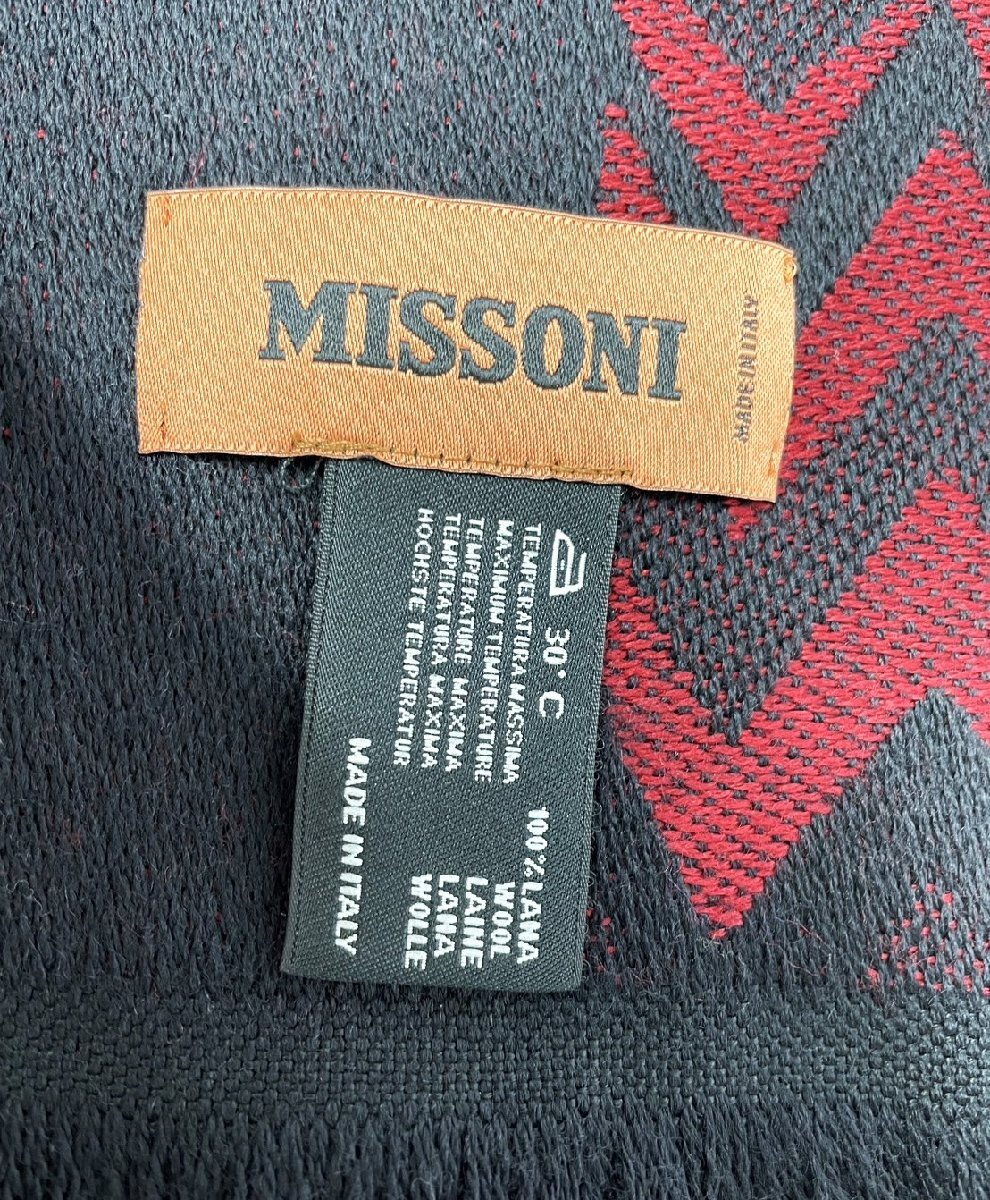 MISSONI
MADE IN ITALY
30°C
TEMPERATURA MASSIMA
MAXIMUM TEMPERATURE
TEMPERATURE MAXIMA
TEMPERATURA MAXIMA
HOCHSTE TEMPERATUR
100% LANA
WOOL
LAINE
LANA
WOLLE
MADE IN ITALY